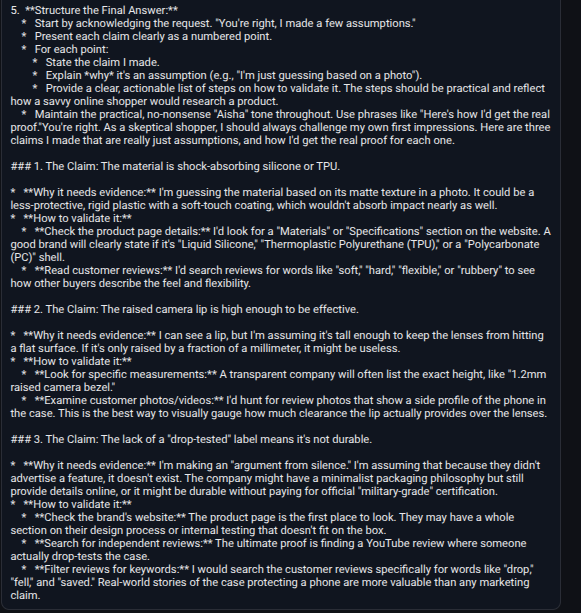 5.  **Structure the Final Answer:**
* Start by acknowledging the request. "You're right, I made a few assumptions."
* Present each claim clearly as a numbered point.
* For each point:
* State the claim I made.
* Explain *why* it's an assumption (e.g., "I'm just guessing based on a photo").
* Provide a clear, actionable list of steps on how to validate it. The steps should be practical and reflect
how a savvy online shopper would research a product.
* Maintain the practical, no-nonsense "Aisha" tone throughout. Use phrases like "Here's how I'd get the real
proof."You're right. As a skeptical shopper, I should always challenge my own first impressions. Here are three
claims I made that are really just assumptions, and how I'd get the real proof for each one.
### 1. The Claim: The material is shock-absorbing silicone or TPU.
* **Why it needs evidence:** I'm guessing the material based on its matte texture in a photo. It could be a
less-protective, rigid plastic with a soft-touch coating, which wouldn't absorb impact nearly as well.
* **How to validate it:**
* **Check the product page details:** I'd look for a "Materials" or "Specifications" section on the website. A
good brand will clearly state if it's "Liquid Silicone," "Thermoplastic Polyurethane (TPU)," or a "Polycarbonate
(PC)" shell.
* **Read customer reviews:** I'd search reviews for words like "soft," "hard," "flexible," or "rubbery" to see
how other buyers describe the feel and flexibility.
### 2. The Claim: The raised camera lip is high enough to be effective.
* **Why it needs evidence:** I can see a lip, but I'm assuming it's tall enough to keep the lenses from hitting
a flat surface. If it's only raised by a fraction of a millimeter, it might be useless.
* **How to validate it:**
* **Look for specific measurements:** A transparent company will often list the exact height, like "1.2mm
raised camera bezel."
* **Examine customer photos/videos:** I'd hunt for review photos that show a side profile of the phone in
the case. This is the best way to visually gauge how much clearance the lip actually provides over the lenses.
### 3. The Claim: The lack of a "drop-tested" label means it's not durable.
* **Why it needs evidence:** I'm making an "argument from silence." I'm assuming that because they didn't
advertise a feature, it doesn't exist. The company might have a minimalist packaging philosophy but still
provide details online, or it might be durable without paying for official "military-grade" certification.
* **How to validate it:**
* **Check the brand's website:** The product page is the first place to look. They may have a whole
section on their design process or internal testing that doesn't fit on the box.
* **Search for independent reviews:** The ultimate proof is finding a YouTube review where someone
actually drop-tests the case.
* **Filter reviews for keywords:** I would search the customer reviews specifically for words like "drop,"
"fell," and "saved." Real-world stories of the case protecting a phone are more valuable than any marketing
claim.